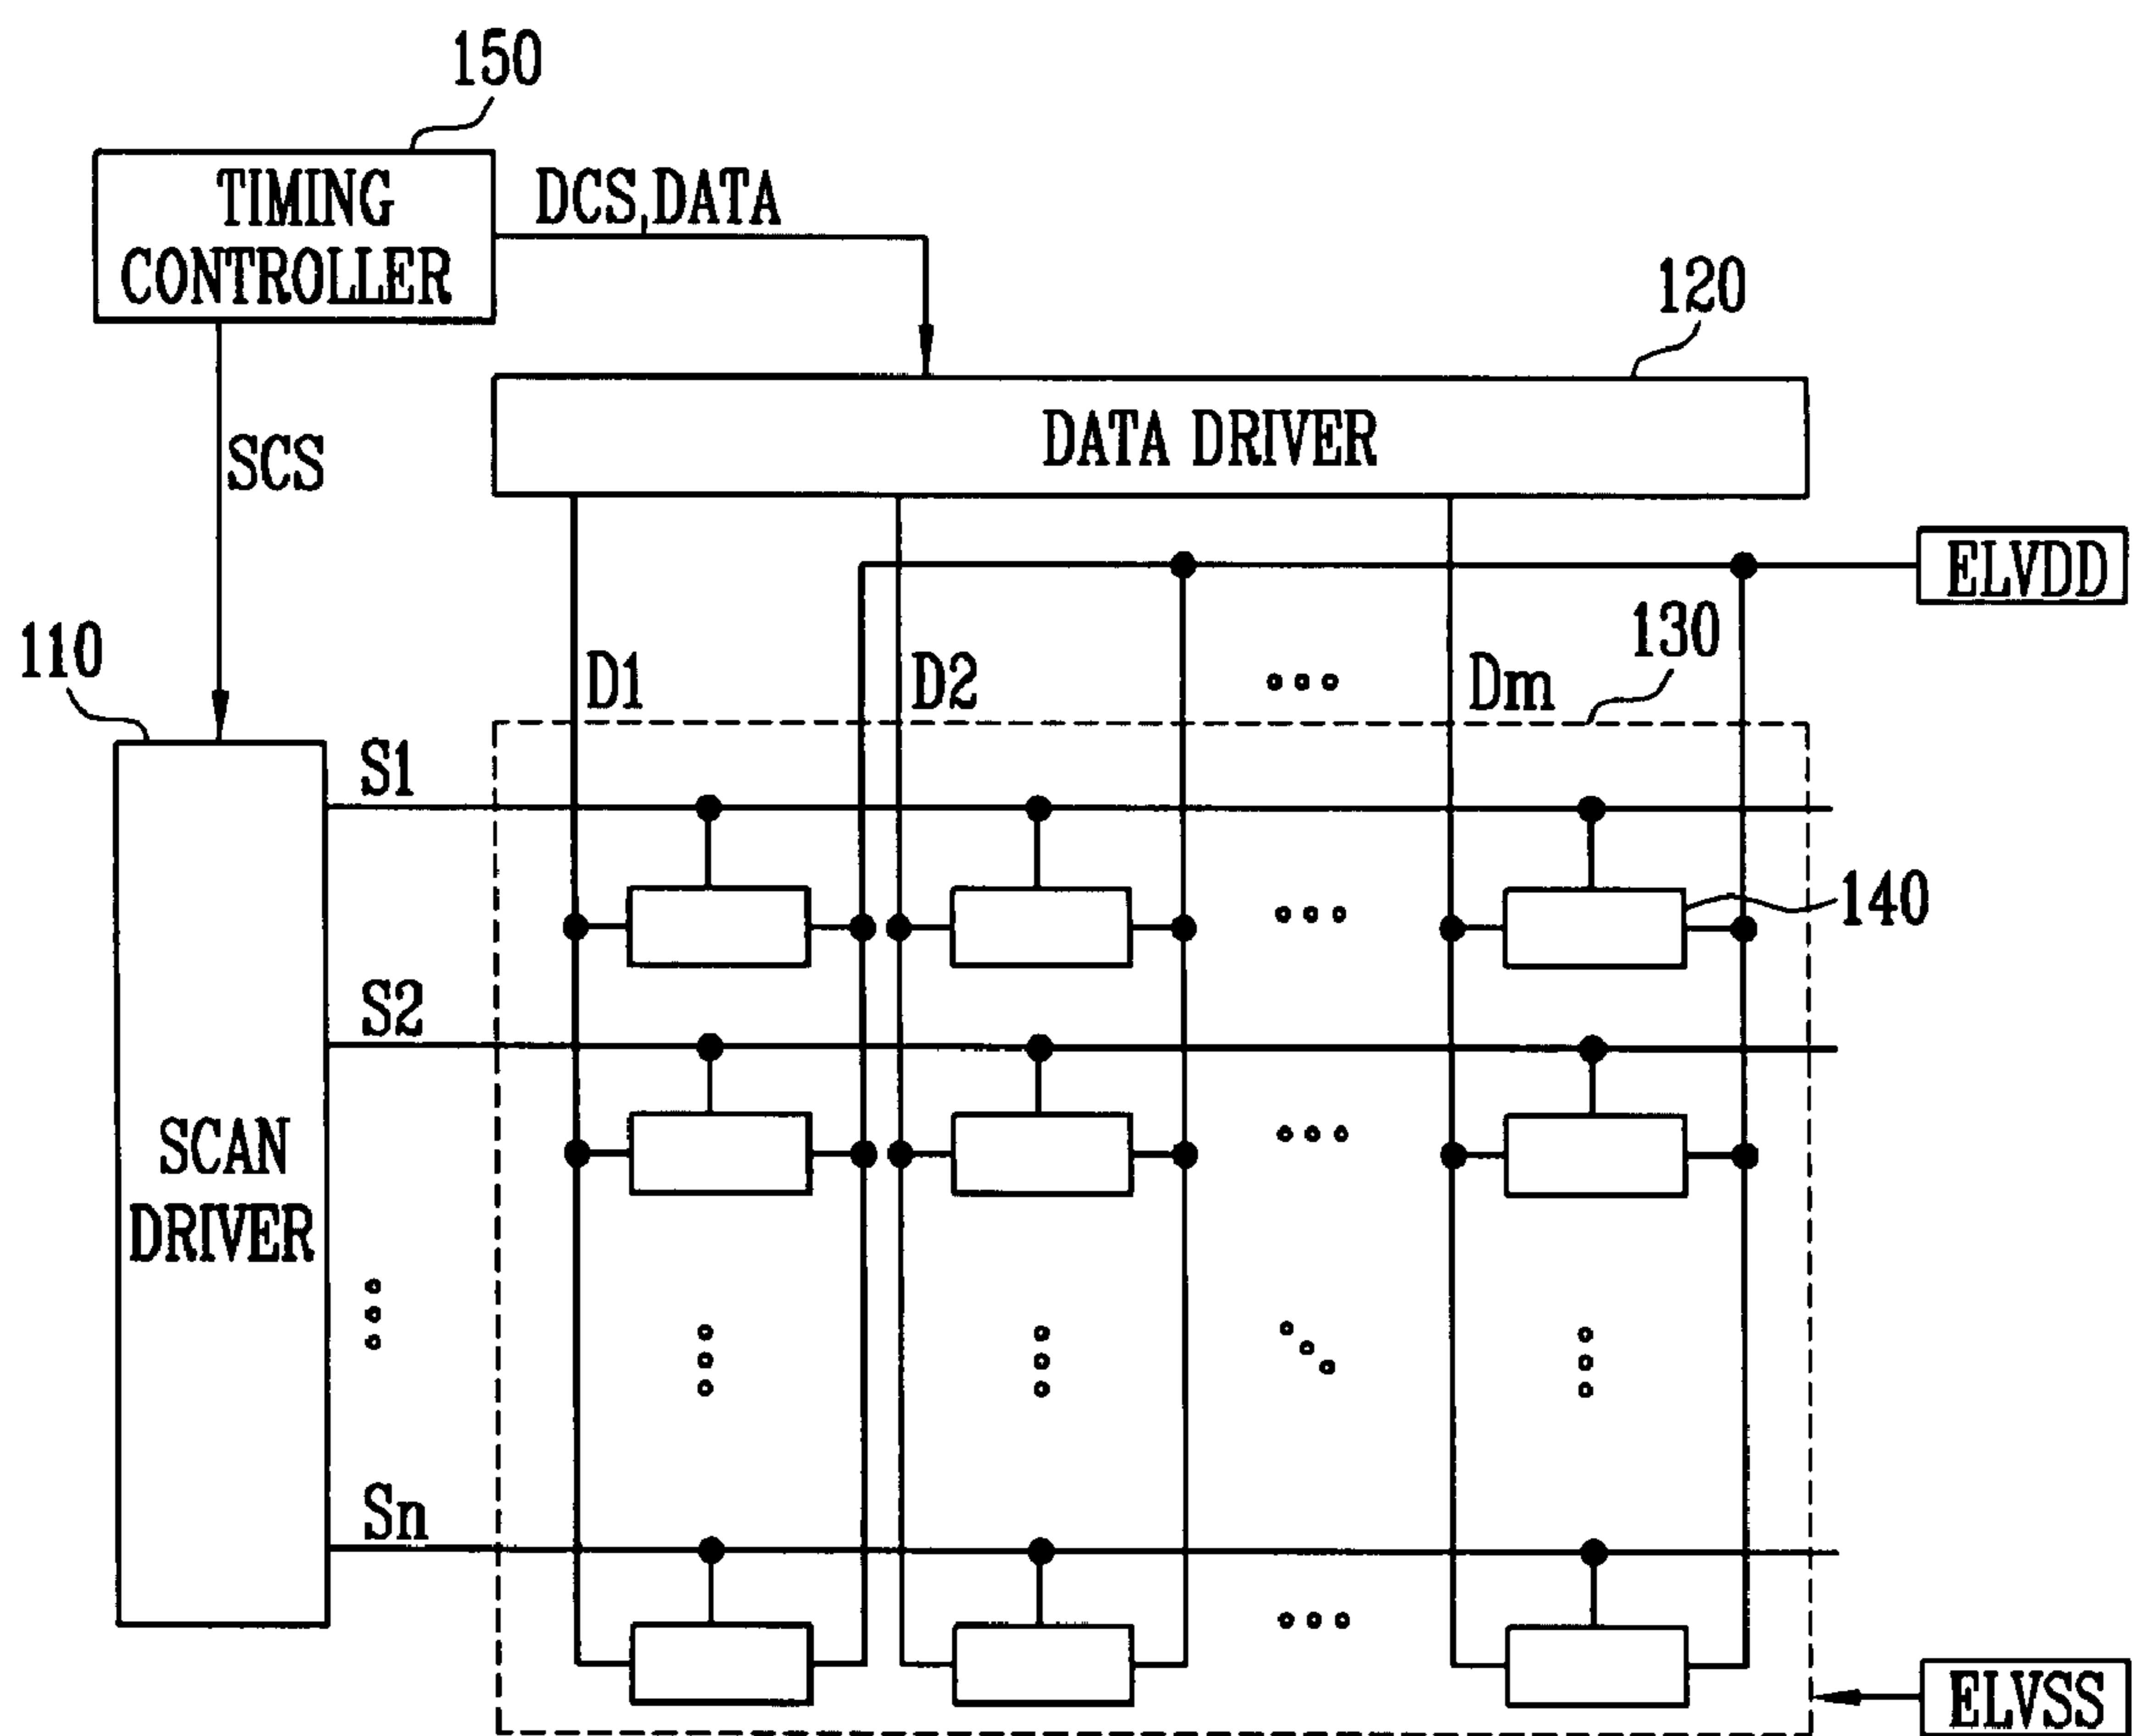 150
TIMING
CONTROLLER
DCS,DATA
120
DATA DRIVER
SCS
ELVDD
110
130
D1
D2
Dm
S1
140
S2
SCAN
DRIVER
Sn
ELVSS